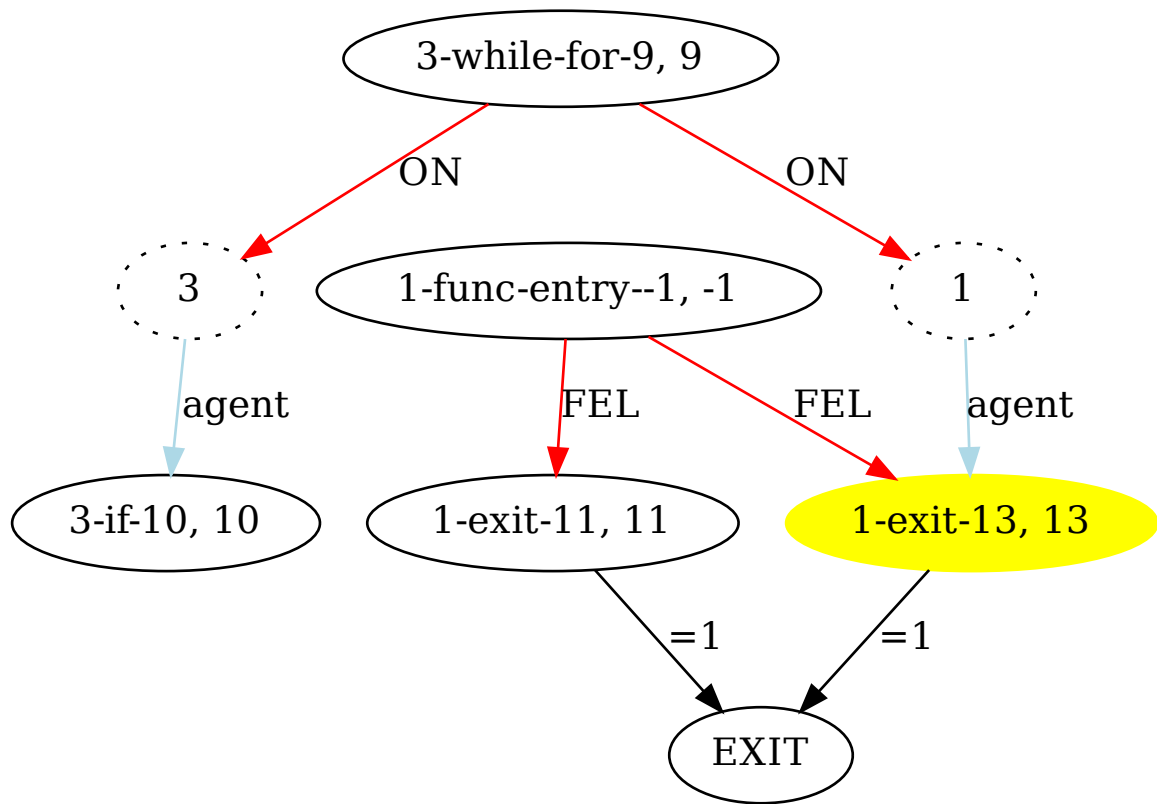 3-while-for-9, 9
ON
ON
3
1-func-entry--1, -1
1
agent
FEL
FEL
agent
3-if-10, 10
1-exit-11, 11
1-exit-13, 13
=1
=1
EXIT